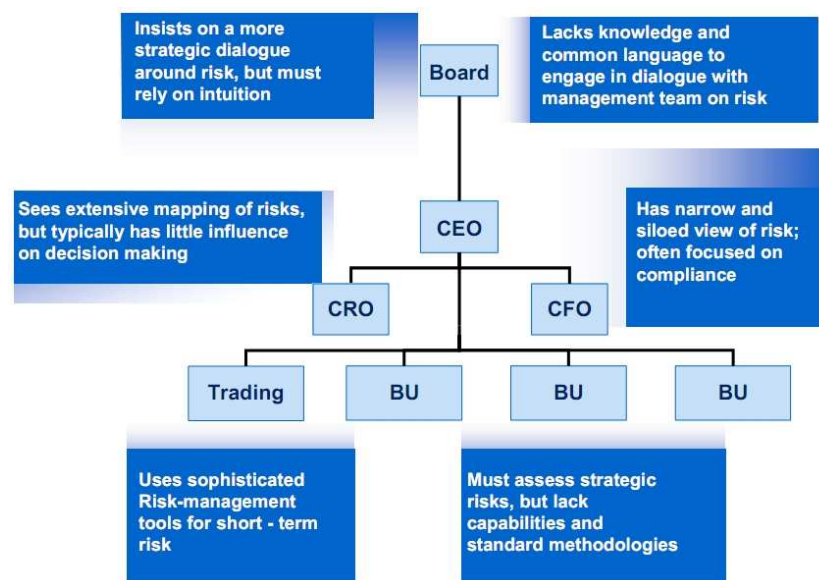 Insists on a more
strategic dialogue
around risk, but must
rely on intuition
Board
Lacks knowledge and
common language to
engage in dialogue with
management team on risk
Sees extensive mapping of risks,
but typically has little influence
on decision making
CEO
Has narrow and
siloed view of risk;
often focused on
compliance
CRO
CFO
Trading
BU
BU
BU
Uses sophisticated
Risk-management
tools for short - term
risk
Must assess strategic
risks, but lack
capabilities and
standard methodologies